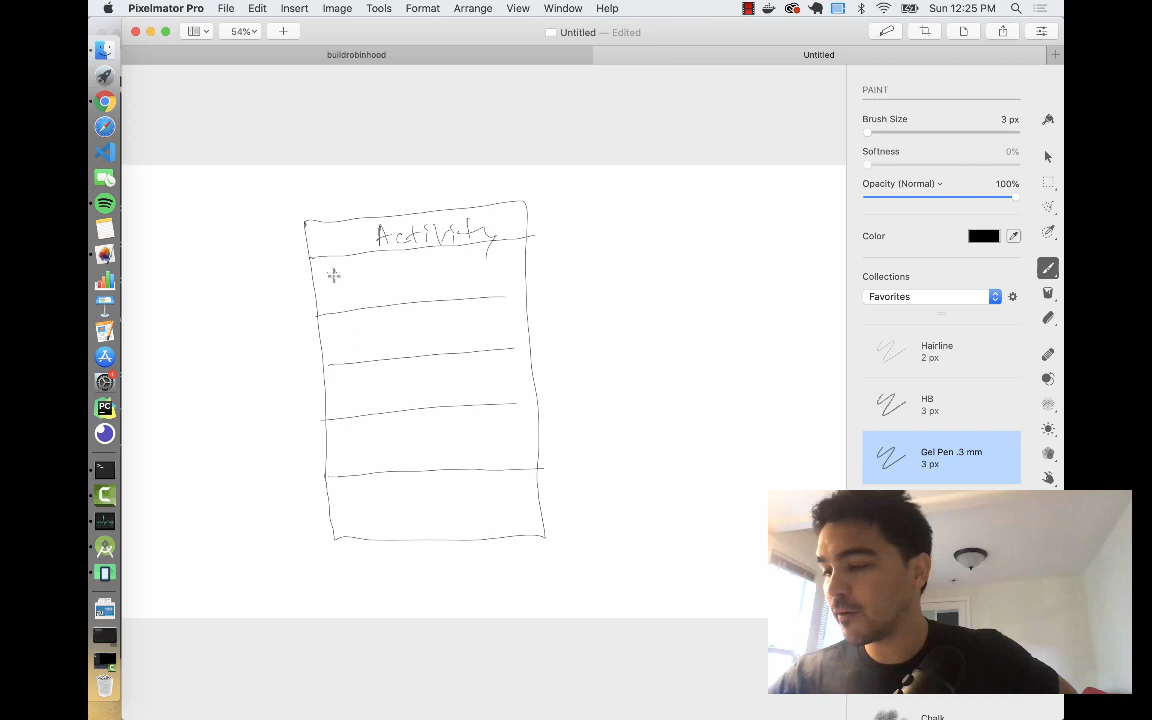 Pixelmator Pro File Edit Insert Image Tools Format Arrange View Window Help Sun 12:25 PM
54% Untitled — Edited
buildrobinhood Untitled
PAINT
Brush Size 3 px
Softness 0%
Opacity (Normal) 100%
Color
Collections
Favorites
Hairline
2 px
HB
3 px
Gel Pen .3 mm
3 px
Chalk
Activity
PC